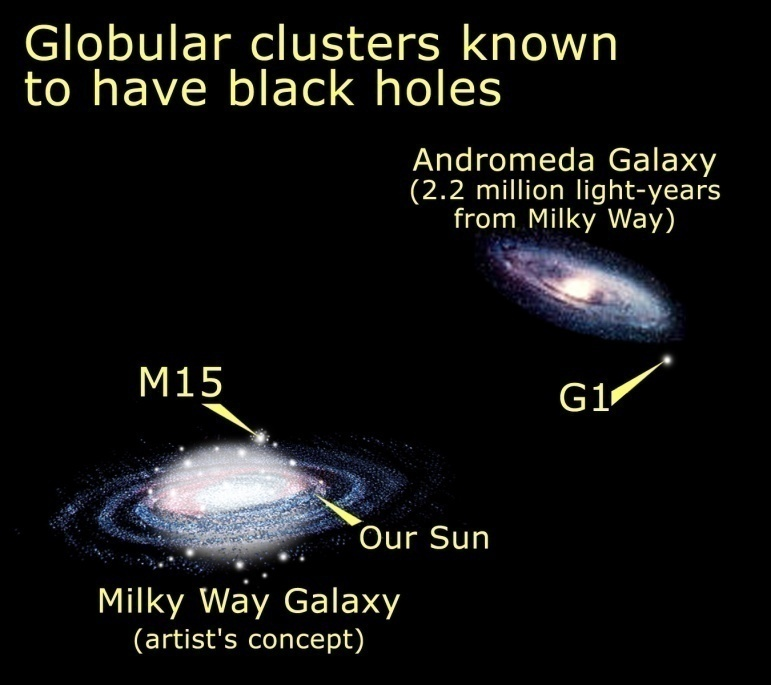 Globular clusters known
to have black holes
Andromeda Galaxy
(2.2 million light-years
from Milky Way)
M15
G1
Our Sun
Milky Way Galaxy
(artist's concept)